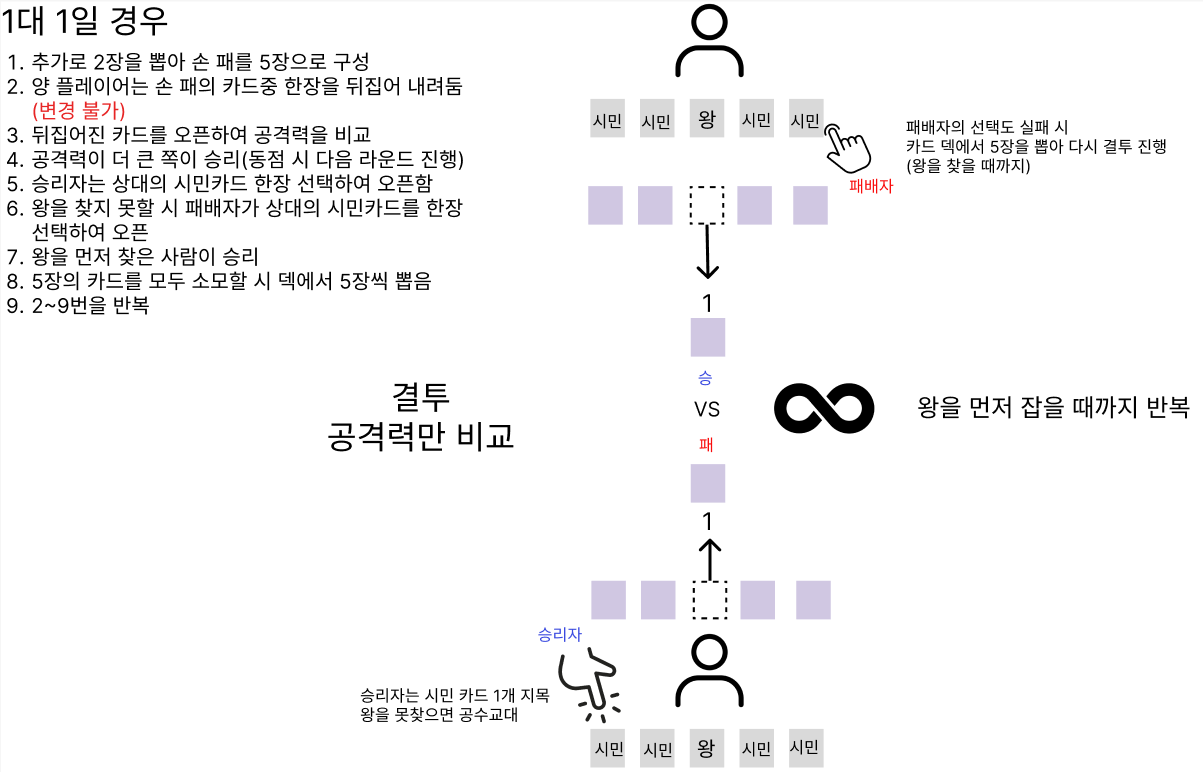 1대 1일 경우
1. 추가로 2장을 뽑아 손 패를 5장으로 구성
2. 양 플레이어는 손 패의 카드중 한장을 뒤집어 내려둠
(변경 불가)
3. 뒤집어진 카드를 오픈하여 공격력을 비교
4. 공격력이 더 큰 쪽이 승리(동점 시 다음 라운드 진행)
5. 승리자는 상대의 시민카드 한장 선택하여 오픈함
6. 왕을 찾지 못할 시 패배자가 상대의 시민카드를 한장
선택하여 오픈
7. 왕을 먼저 찾은 사람이 승리
8. 5장의 카드를 모두 소모할 시 덱에서 5장씩 뽑음
9. 2~9번을 반복
시민 시민 왕 시민 시민
패배자의 선택도 실패 시
카드 덱에서 5장을 뽑아 다시 결투 진행
(왕을 찾을 때까지)
패배자
1
승
VS
패
1
결투
공격력만 비교
왕을 먼저 잡을 때까지 반복
승리자
승리자는 시민 카드 1개 지목
왕을 못찾으면 공수교대
시민 시민 왕 시민 시민